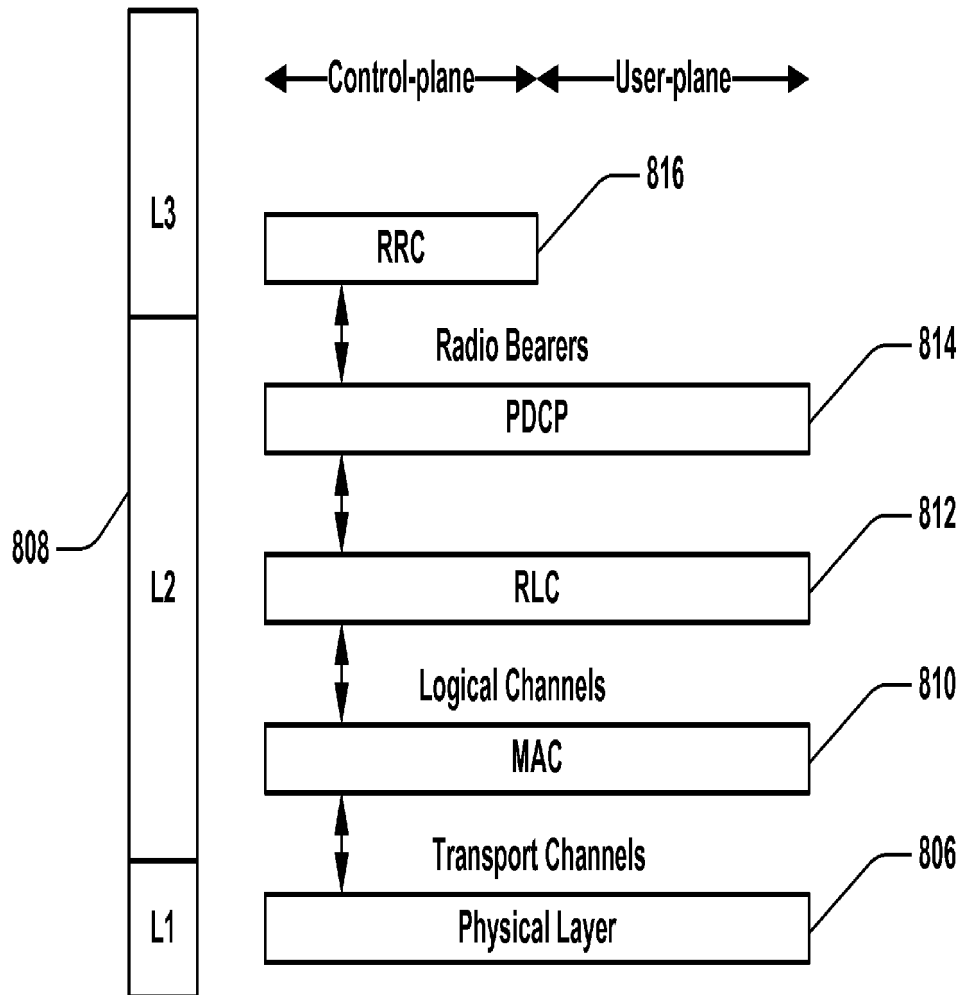 Control-plane
User-plane
816
L3
RRC
Radio Bearers
814
PDCP
812
808
L2
RLC
Logical Channels
810
MAC
Transport Channels
806
L1
Physical Layer